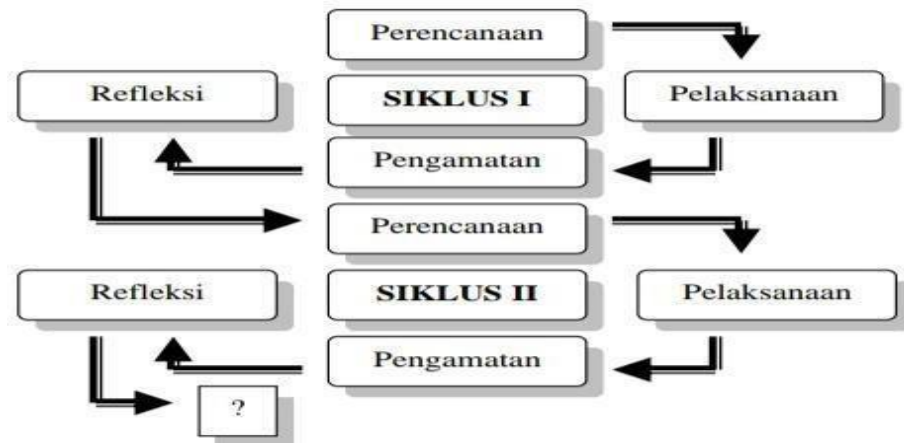 Perencanaan
Refleksi
SIKLUS I
Pelaksanaan
Pengamatan
Perencanaan
Refleksi
SIKLUS II
Pelaksanaan
Pengamatan
?